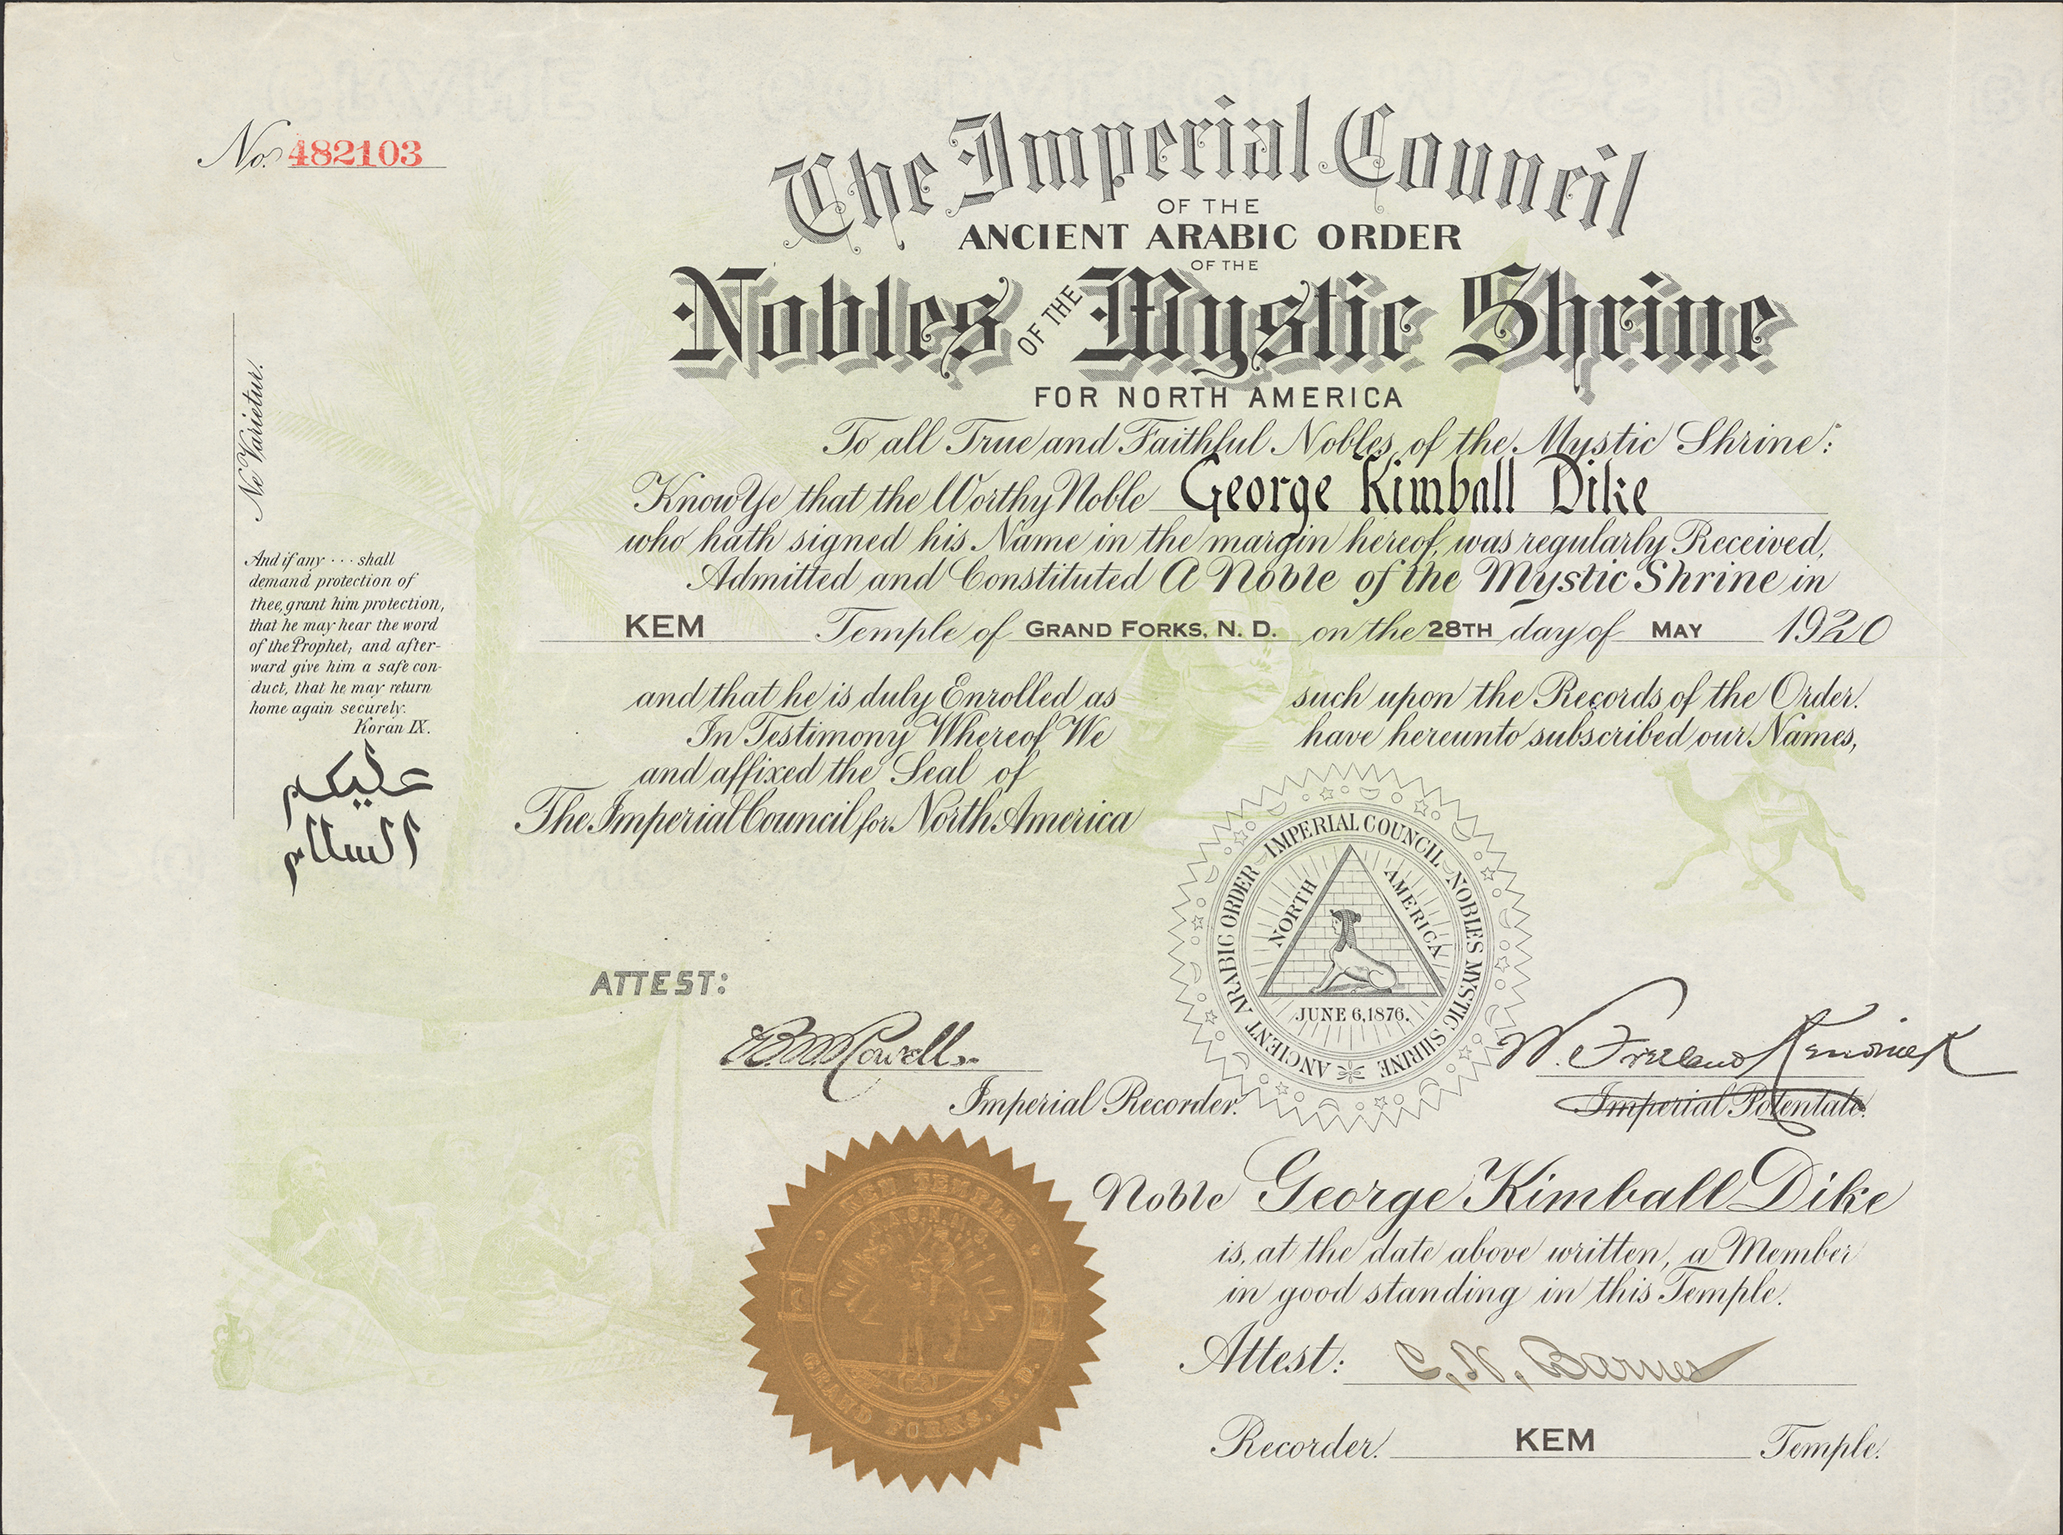 No. 482103
The Imperial Council
OF THE
ANCIENT ARABIC ORDER
OF THE
Nobles OF THE Mystic Shrine
FOR NORTH AMERICA
To all True and Faithful Nobles of the Mystic Shrine:
Know Ye that the Worthy Noble George Kimball Dike
who hath signed his Name in the margin hereof, was regularly Received,
Admitted and Constituted A Noble of the Mystic Shrine in
KEM Temple of GRAND FORKS, N. D. on the 28TH day of MAY 1920
and that he is duly Enrolled as such upon the Records of the Order.
In Testimony Whereof We have hereunto subscribed our Names,
and affixed the Seal of
The Imperial Council for North America
Ne Varietur.
And if any ··· shall
demand protection of
thee, grant him protection,
that he may hear the word
of the Prophet; and after-
ward give him a safe con-
duct, that he may return
home again securely.
Koran IX.
عليكم
السلام
ANCIENT ARABIC ORDER IMPERIAL COUNCIL NOBLES MYSTIC SHRINE
NORTH AMERICA
JUNE 6, 1876.
ATTEST:
Rowell
W. Freeland Kendrick
Imperial Recorder.
Imperial Potentate.
KEM TEMPLE
A.A.O.N.M.S.
GRAND FORKS, N. D.
Noble George Kimball Dike
is, at the date above written, a Member
in good standing in this Temple.
Attest: C. N. Barnes
Recorder. KEM Temple.